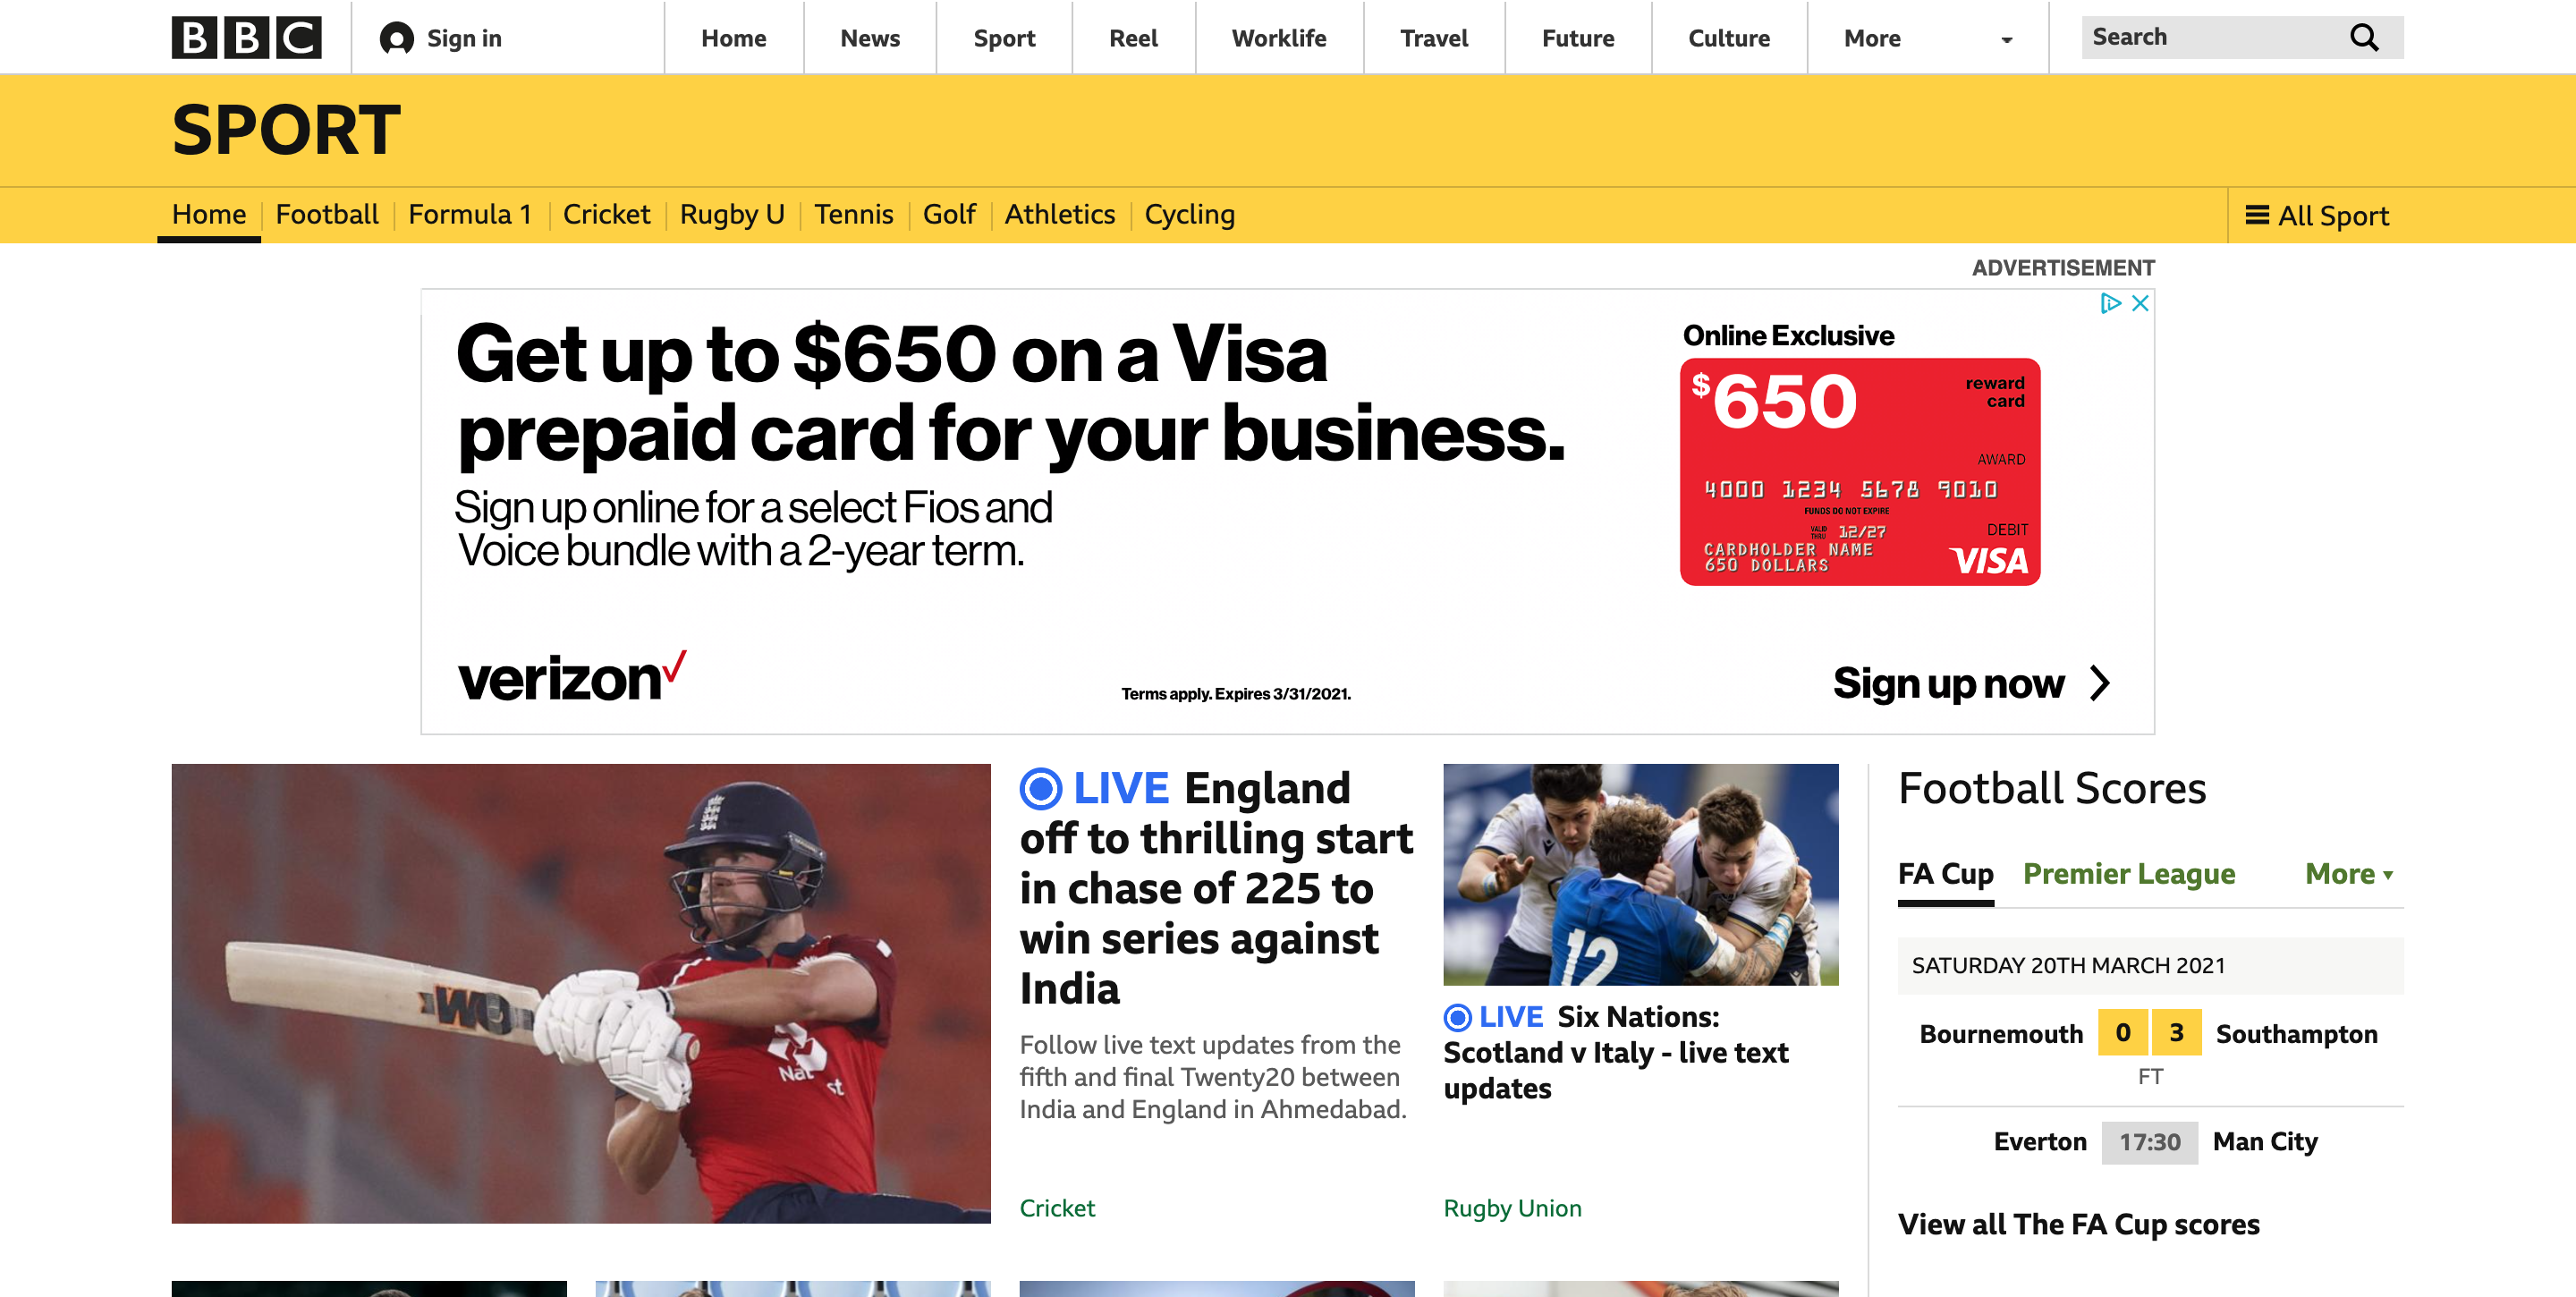 BBC
Sign in
Home
News
Sport
Reel
Worklife
Travel
Future
Culture
More
Search
SPORT
Home
Football
Formula 1
Cricket
Rugby U
Tennis
Golf
Athletics
Cycling
All Sport
ADVERTISEMENT
Get up to $650 on a Visa
prepaid card for your business.
Sign up online for a select Fios and
Voice bundle with a 2-year term.
verizon
Terms apply. Expires 3/31/2021.
Online Exclusive
$650
reward
card
AWARD
4000 1234 5678 9010
FUNDS DO NOT EXPIRE
VALID
THRU
12/27
DEBIT
CARDHOLDER NAME
650 DOLLARS
VISA
Sign up now
LIVE England
off to thrilling start
in chase of 225 to
win series against
India
Follow live text updates from the
fifth and final Twenty20 between
India and England in Ahmedabad.
Cricket
12
LIVE Six Nations:
Scotland v Italy - live text
updates
Rugby Union
Football Scores
FA Cup
Premier League
More
SATURDAY 20TH MARCH 2021
Bournemouth 0 3 Southampton
FT
Everton 17:30 Man City
View all The FA Cup scores